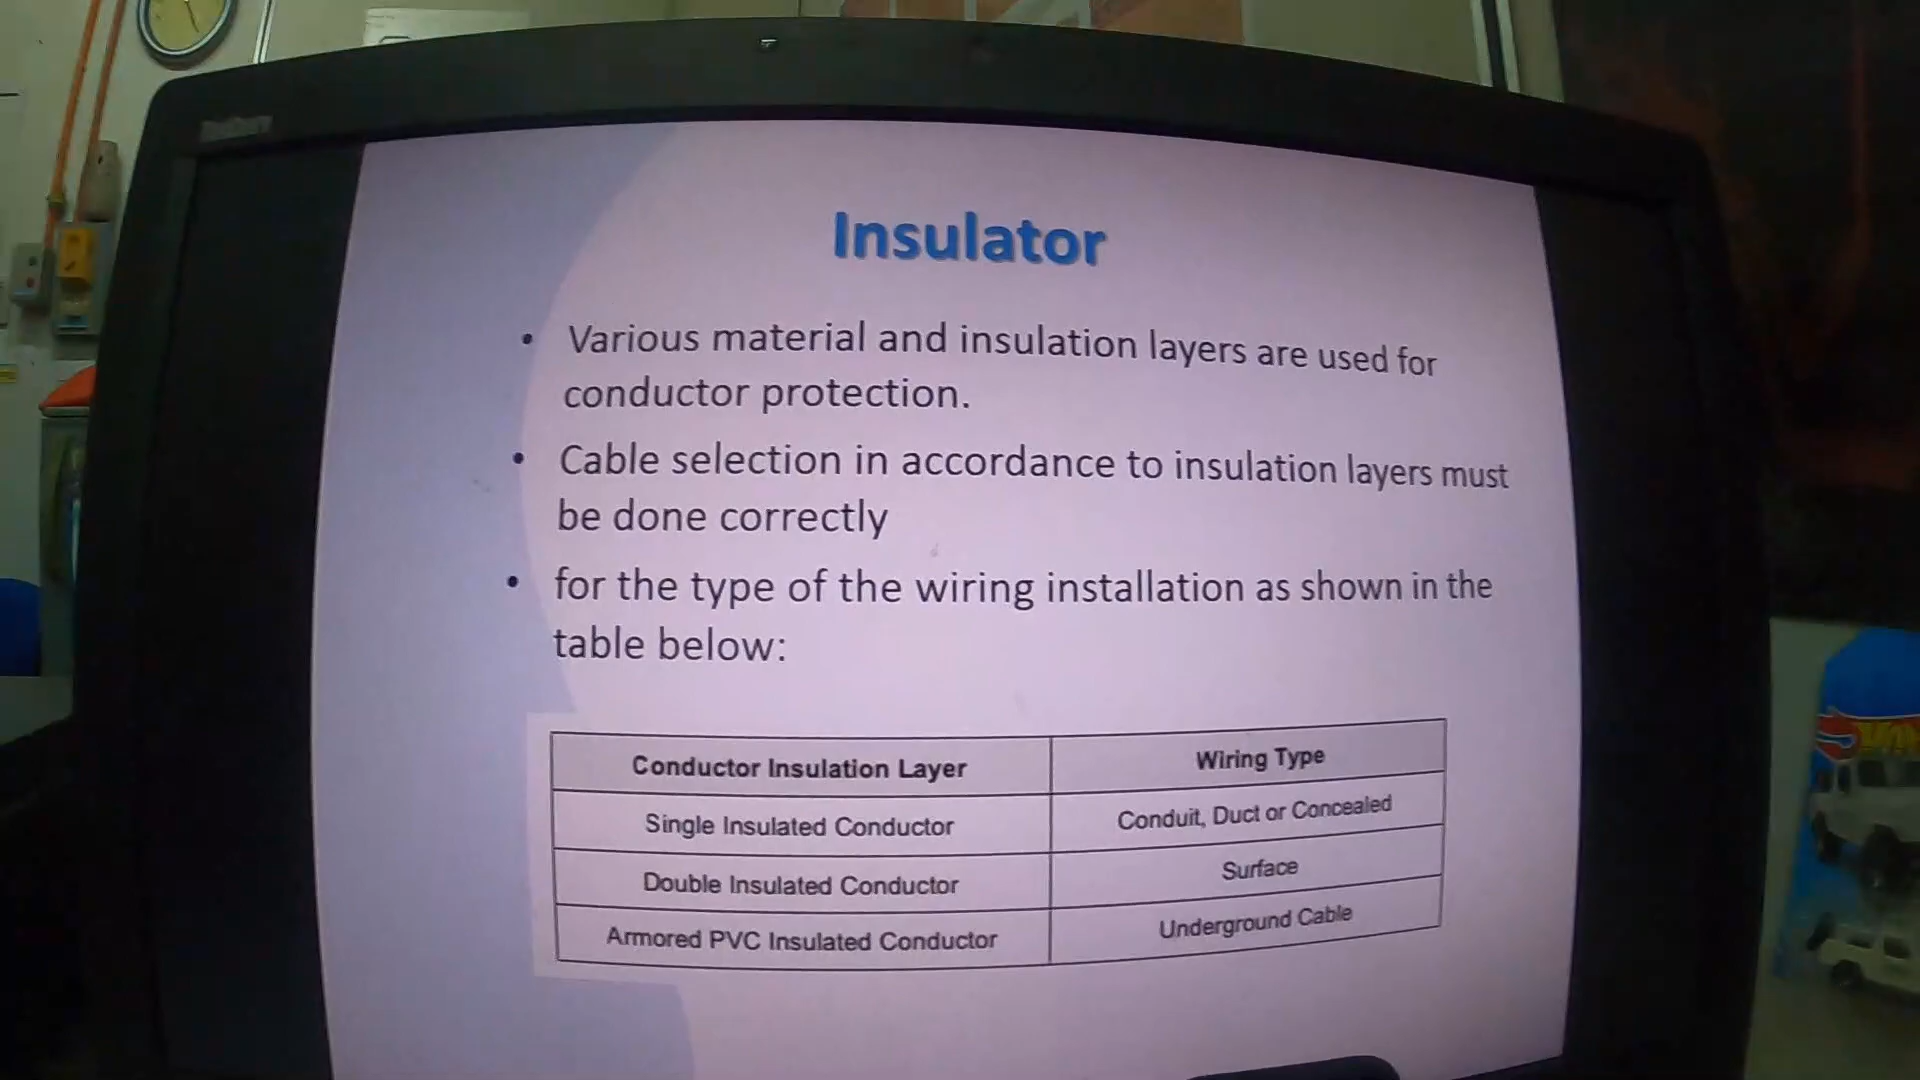 Insulator
• Various material and insulation layers are used for
conductor protection.
• Cable selection in accordance to insulation layers must
be done correctly
• for the type of the wiring installation as shown in the
table below:
Conductor Insulation Layer Wiring Type
Single Insulated Conductor Conduit, Duct or Concealed
Double Insulated Conductor Surface
Armored PVC Insulated Conductor Underground Cable